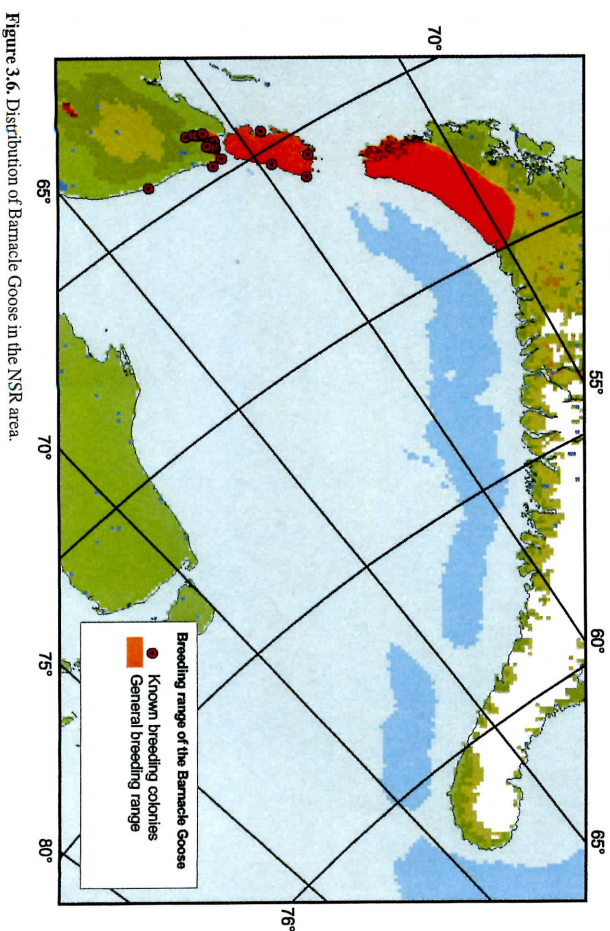 55°
60°
65°
70°
76°
65°
70°
75°
80°
Breeding range of the Barnacle Goose
Known breeding colonies
General breeding range
Figure 3.6. Distribution of Barnacle Goose in the NSR area.